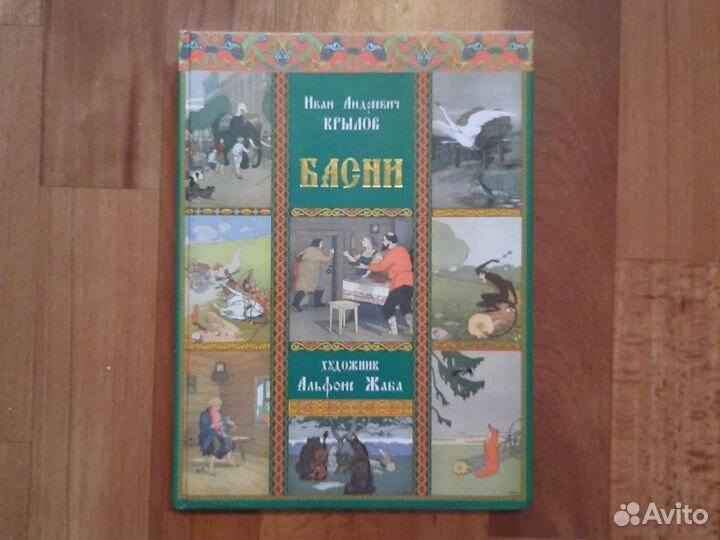 Иван Андреевич
КРЫЛОВ
БАСНИ
ХУДОЖНИК
Альфонс Жаба
Avito